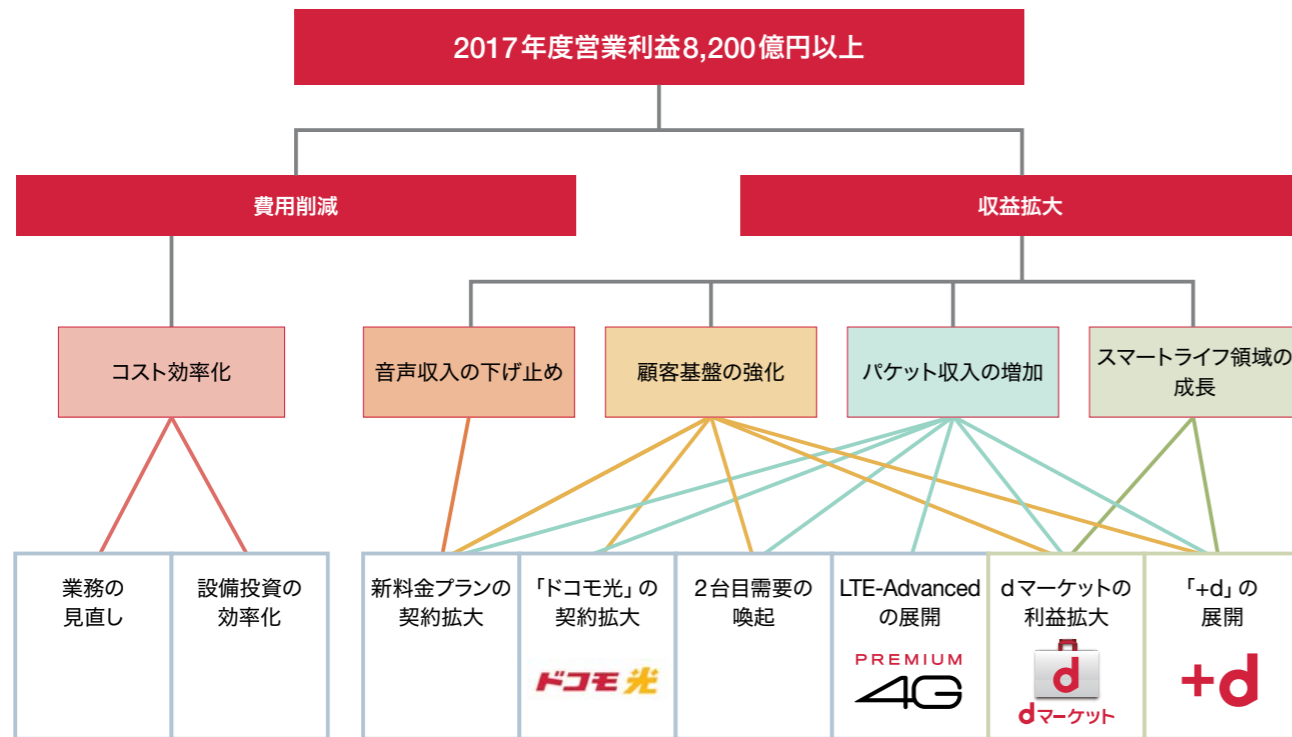 2017年度営業利益8,200億円以上
費用削減
収益拡大
コスト効率化
音声収入の下げ止め
顧客基盤の強化
パケット収入の増加
スマートライフ領域の
成長
業務の
見直し
設備投資の
効率化
新料金プランの
契約拡大
「ドコモ光」の
契約拡大
ドコモ光
2台目需要の
喚起
LTE-Advanced
の展開
PREMIUM
4G
dマーケットの
利益拡大
d
dマーケット
「+d」の
展開
+d